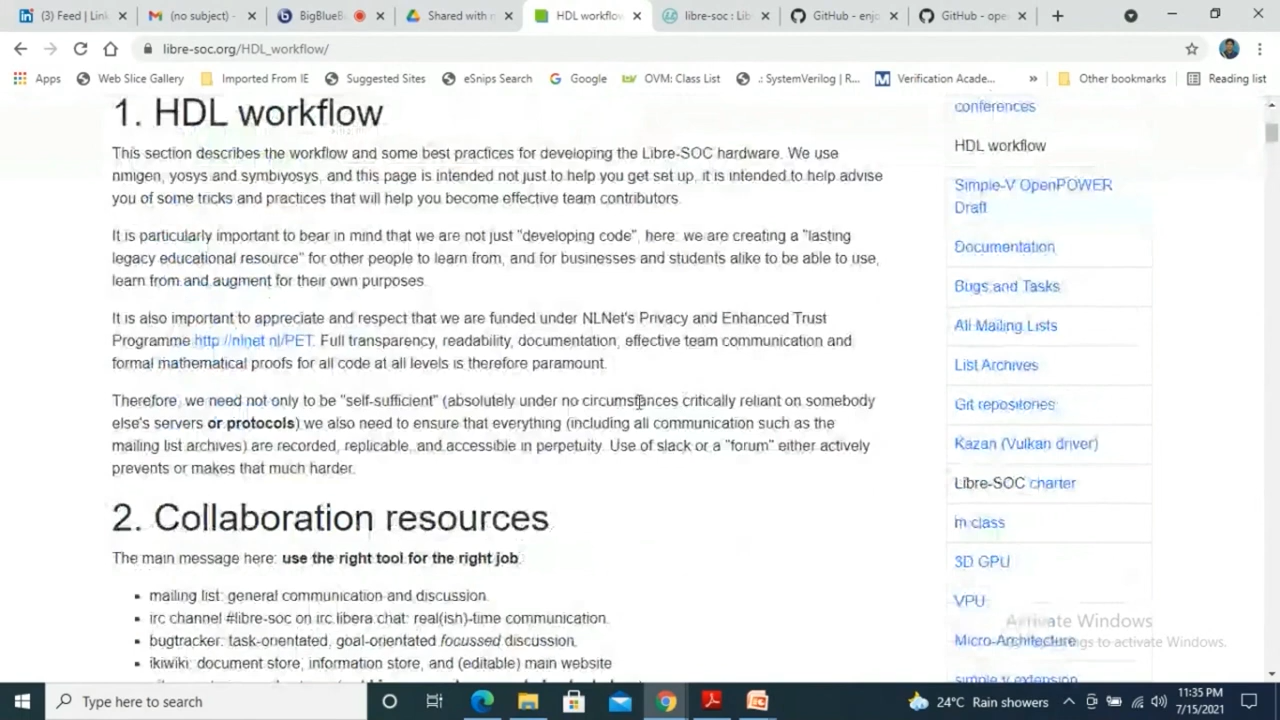 (3) Feed | Link
(no subject) -
BigBlueB
Shared with m
HDL workflow
libre-soc : Lib
GitHub - enjo
GitHub - ope
libre-soc.org/HDL_workflow/
Apps
Web Slice Gallery
Imported From IE
Suggested Sites
eSnips Search
Google
OVM: Class List
.: SystemVerilog | R...
Verification Acade...
»
Other bookmarks
Reading list
1. HDL workflow
This section describes the workflow and some best practices for developing the Libre-SOC hardware. We use
nmigen, yosys and symbiyosys, and this page is intended not just to help you get set up, it is intended to help advise
you of some tricks and practices that will help you become effective team contributors.
It is particularly important to bear in mind that we are not just "developing code", here: we are creating a "lasting
legacy educational resource" for other people to learn from, and for businesses and students alike to be able to use,
learn from and augment for their own purposes.
It is also important to appreciate and respect that we are funded under NLNet's Privacy and Enhanced Trust
Programme http://nlnet.nl/PET. Full transparency, readability, documentation, effective team communication and
formal mathematical proofs for all code at all levels is therefore paramount.
Therefore, we need not only to be "self-sufficient" (absolutely under no circumstances critically reliant on somebody
else's servers or protocols) we also need to ensure that everything (including all communication such as the
mailing list archives) are recorded, replicable, and accessible in perpetuity. Use of slack or a "forum" either actively
prevents or makes that much harder.
2. Collaboration resources
The main message here: use the right tool for the right job.
mailing list: general communication and discussion.
irc channel #libre-soc on irc.libera.chat: real(ish)-time communication.
bugtracker: task-orientated, goal-orientated focussed discussion.
ikiwiki: document store, information store, and (editable) main website
conferences
HDL workflow
Simple-V OpenPOWER
Draft
Documentation
Bugs and Tasks
All Mailing Lists
List Archives
Git repositories
Kazan (Vulkan driver)
Libre-SOC charter
m class
3D GPU
VPU
Micro-Architecture
simple v extension
Activate Windows
to activate Windows.
Type here to search
24°C Rain showers
11:35 PM
7/15/2021